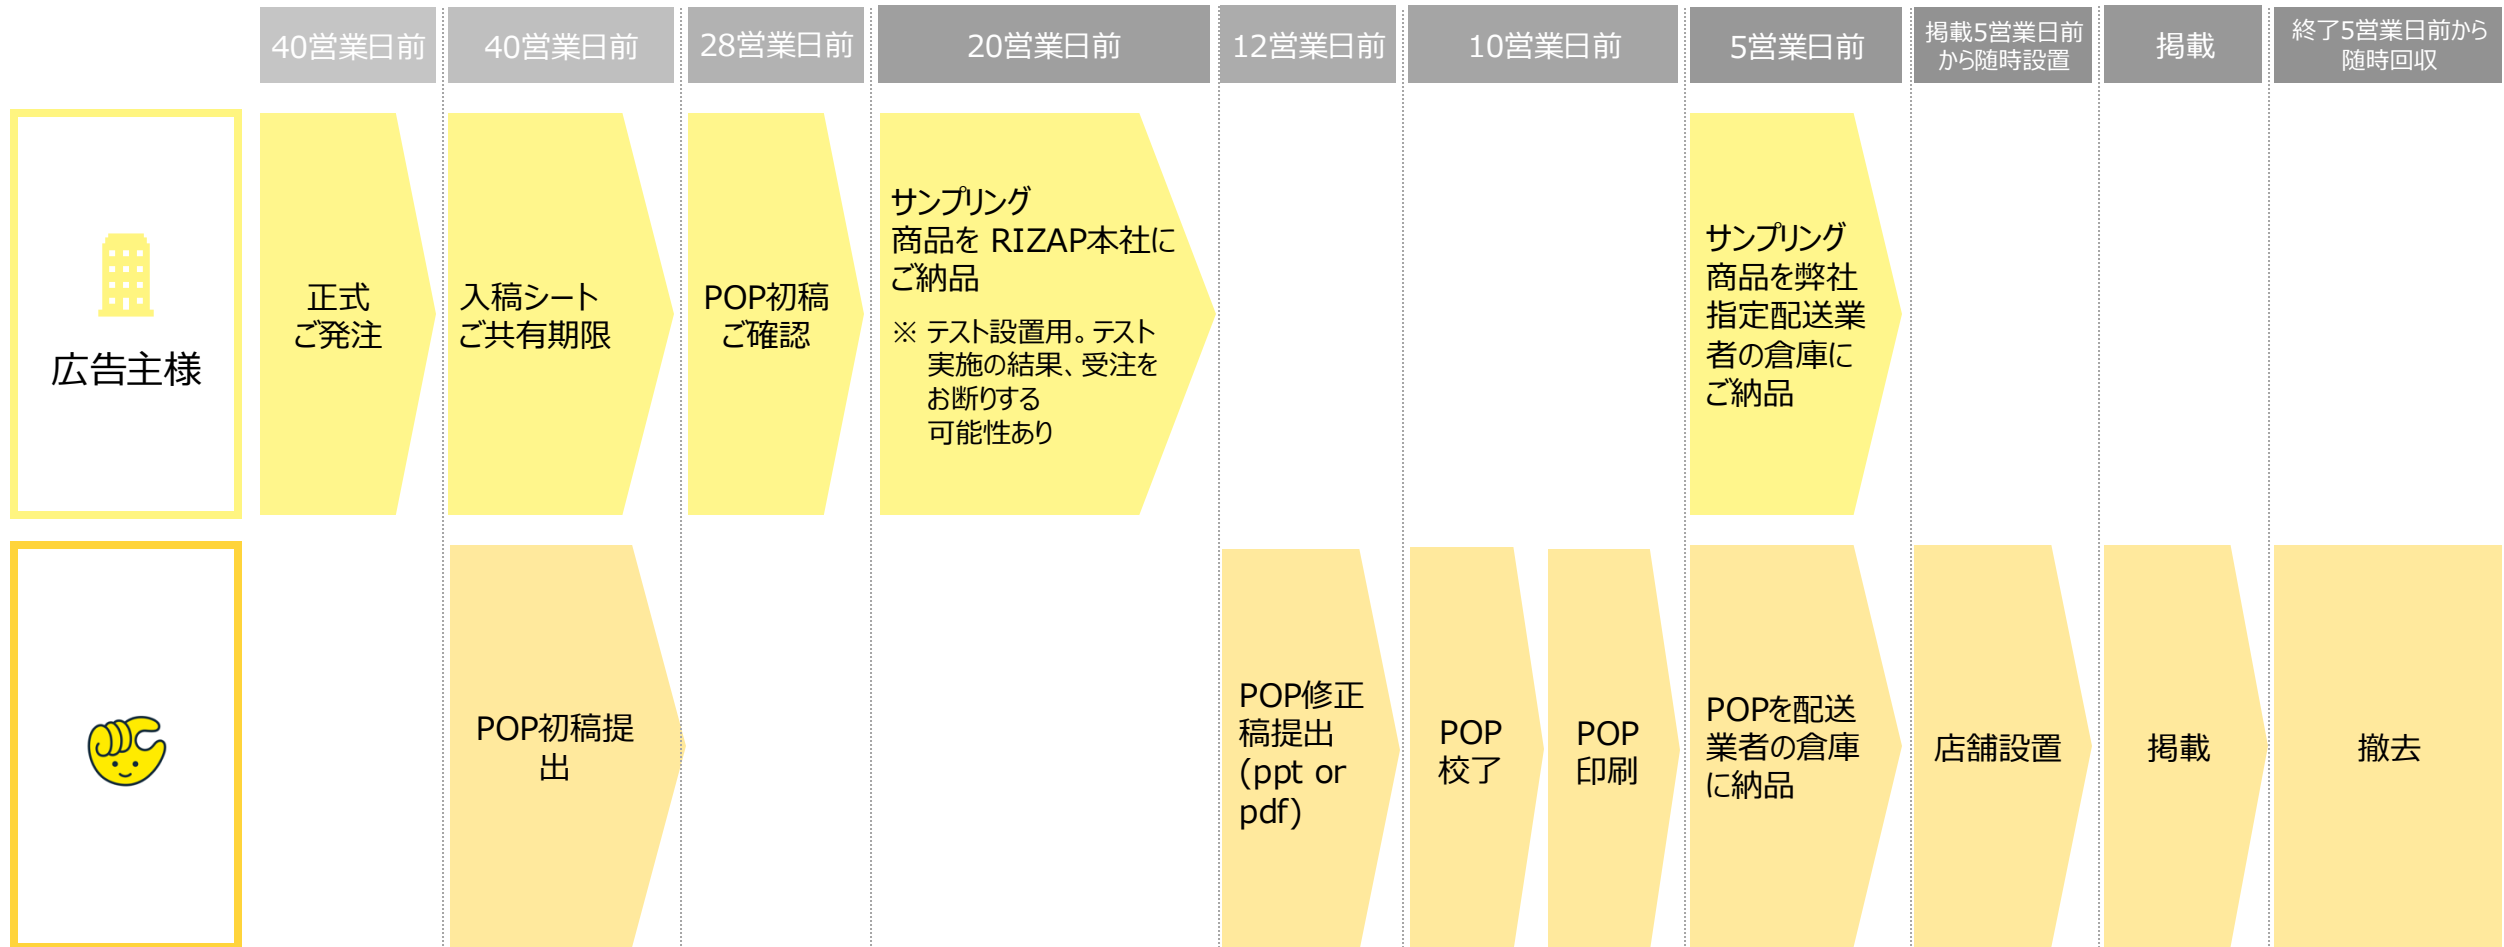 40営業日前
40営業日前
28営業日前
20営業日前
12営業日前
10営業日前
5営業日前
掲載5営業日前
から随時設置
掲載
終了5営業日前から
随時回収
広告主様
正式
ご発注
入稿シート
ご共有期限
POP初稿
ご確認
サンプリング
商品を RIZAP本社に
ご納品
※ テスト設置用。テスト
実施の結果、受注を
お断りする
可能性あり
サンプリング
商品を弊社
指定配送業
者の倉庫に
ご納品
POP初稿提
出
POP修正
稿提出
(ppt or
pdf)
POP
校了
POP
印刷
POPを配送
業者の倉庫
に納品
店舗設置
掲載
撤去